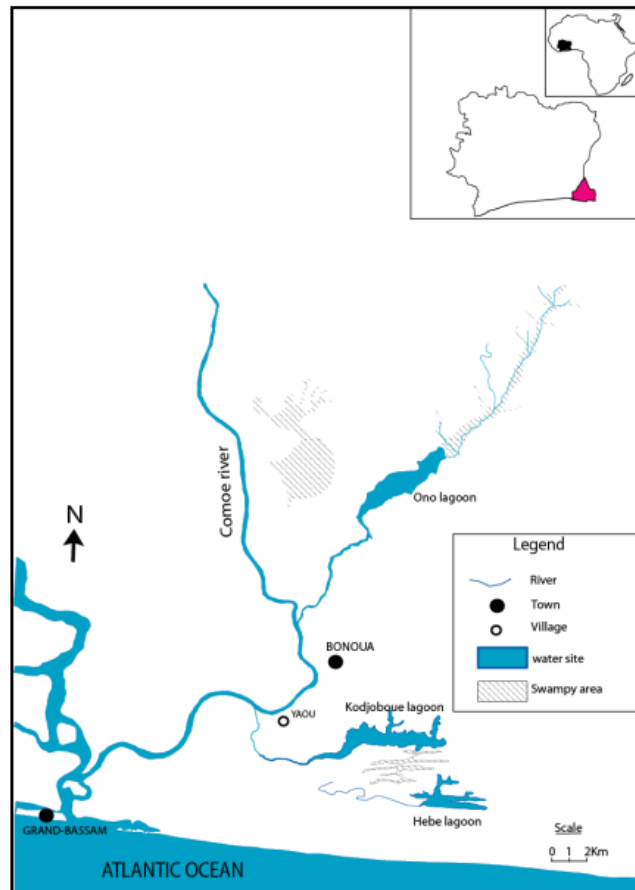 Comoe river
Ono lagoon
N
Legend
River
Town
Village
water site
Swampy area
BONOUA
YAOU
Kodjoboue lagoon
Hebe lagoon
GRAND-BASSAM
Scale
0 1 2Km
ATLANTIC OCEAN